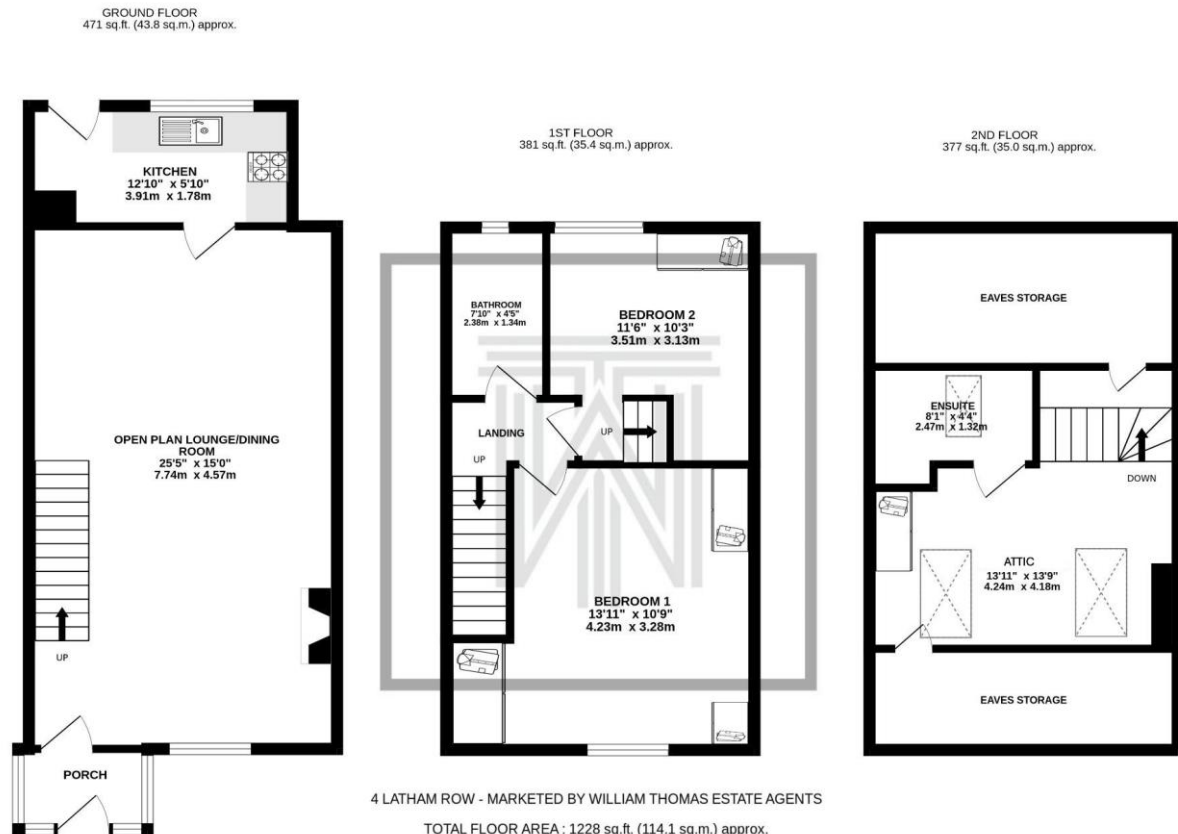 GROUND FLOOR
471 sq.ft. (43.8 sq.m.) approx.
KITCHEN
12'10" x 5'10"
3.91m x 1.78m
OPEN PLAN LOUNGE/DINING
ROOM
25'5" x 15'0"
7.74m x 4.57m
UP
PORCH
1ST FLOOR
381 sq.ft. (35.4 sq.m.) approx.
BATHROOM
7'10" x 4'5"
2.38m x 1.34m
BEDROOM 2
11'6" x 10'3"
3.51m x 3.13m
LANDING
UP
UP
BEDROOM 1
13'11" x 10'9"
4.23m x 3.28m
2ND FLOOR
377 sq.ft. (35.0 sq.m.) approx.
EAVES STORAGE
ENSUITE
8'1" x 4'4"
2.47m x 1.32m
DOWN
ATTIC
13'11" x 13'9"
4.24m x 4.18m
EAVES STORAGE
4 LATHAM ROW - MARKETED BY WILLIAM THOMAS ESTATE AGENTS
TOTAL FLOOR AREA : 1228 sq.ft. (114.1 sq.m.) approx.